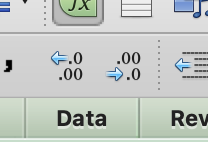 fx
,
←.0 .00
.00 →.0
Data Rev